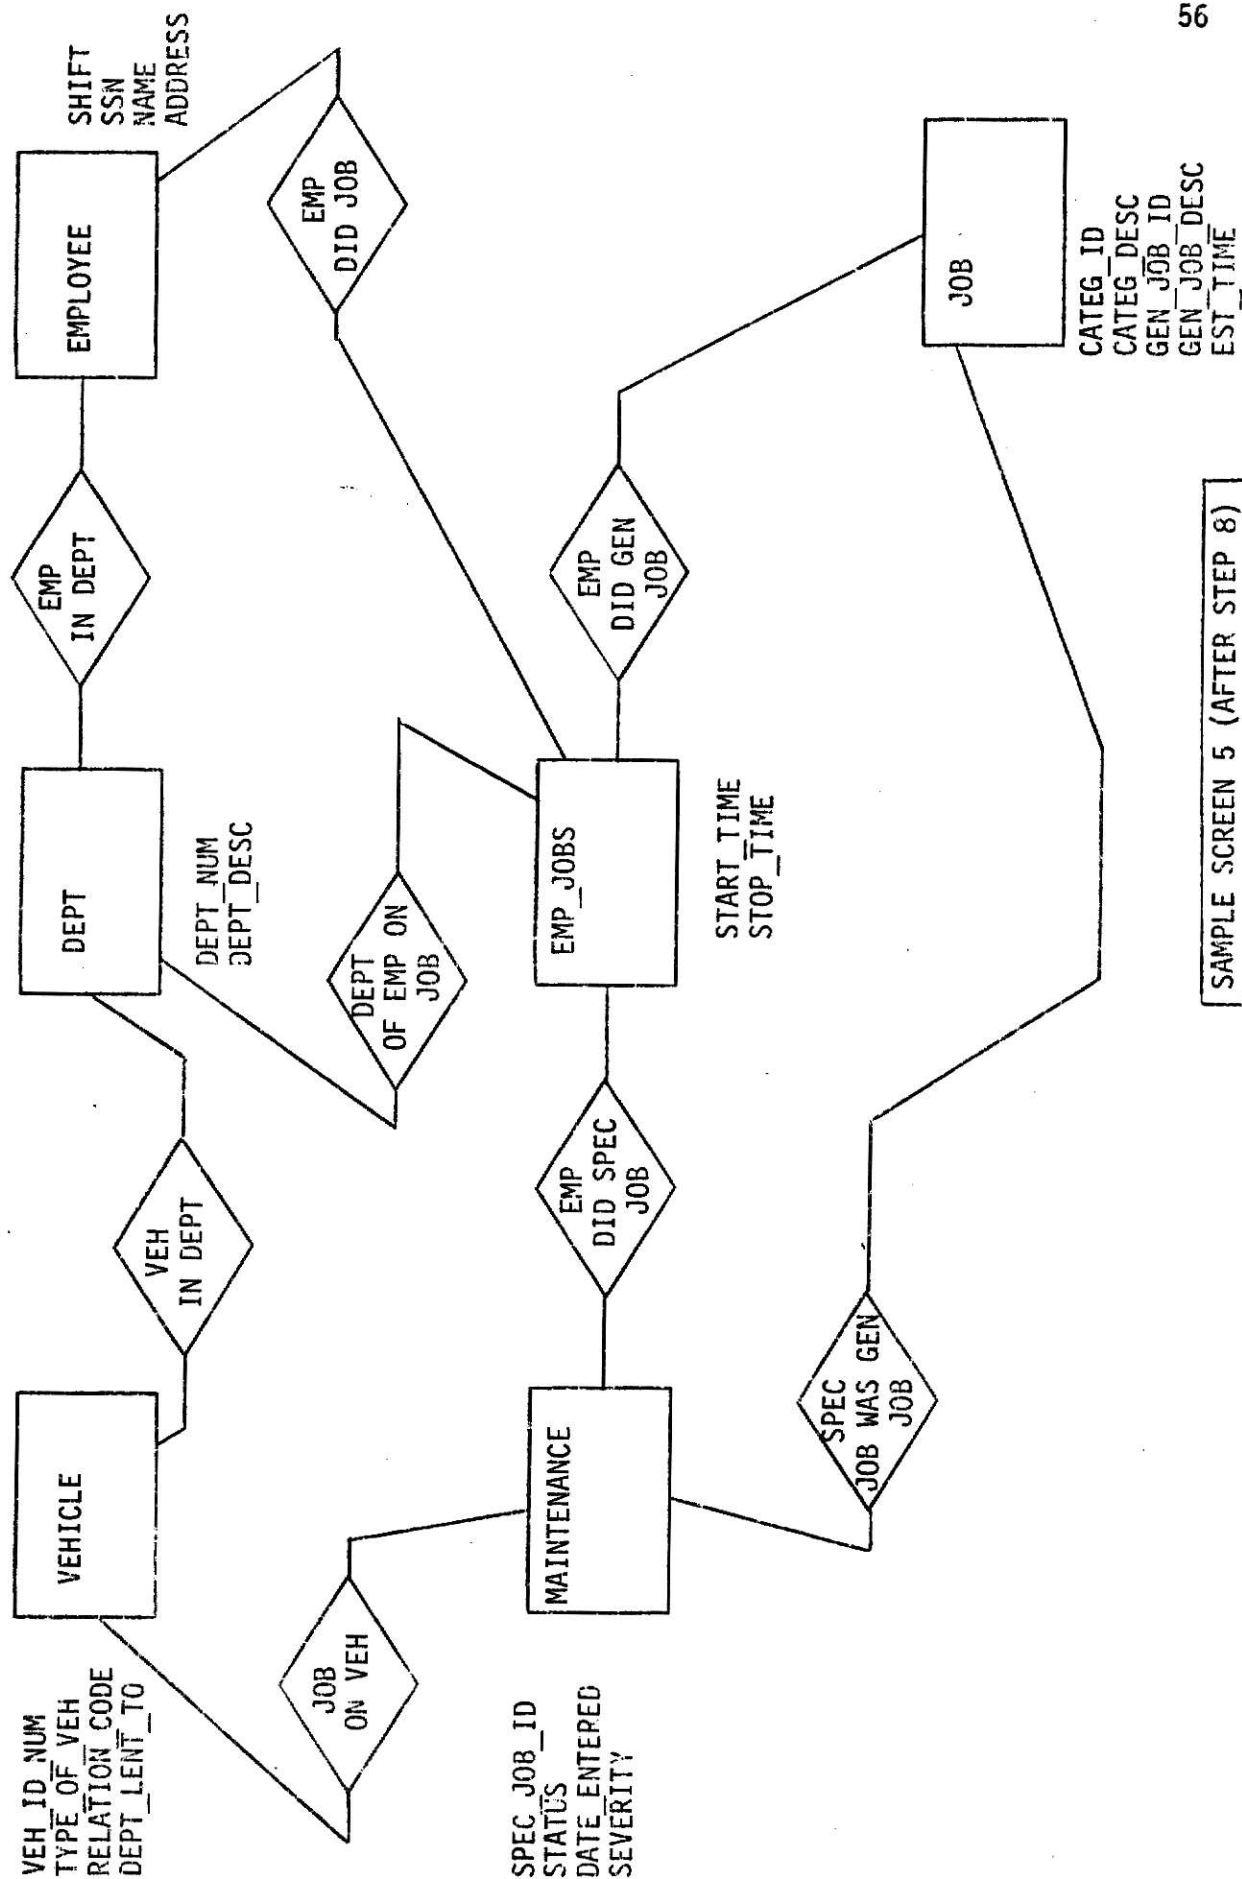 56
VEH_ID_NUM
TYPE_OF_VEH
RELATION_CODE
DEPT_LENT_TO
VEHICLE
VEH
IN DEPT
DEPT
DEPT_NUM
DEPT_DESC
EMP
IN DEPT
EMPLOYEE
SHIFT
SSN
NAME
ADDRESS
JOB
ON VEH
DEPT
OF EMP ON
JOB
EMP
DID JOB
SPEC_JOB_ID
STATUS
DATE_ENTERED
SEVERITY
MAINTENANCE
EMP
DID SPEC
JOB
EMP_JOBS
START_TIME
STOP_TIME
EMP
DID GEN
JOB
SPEC
JOB WAS GEN
JOB
JOB
CATEG_ID
CATEG_DESC
GEN_JOB_ID
GEN_JOB_DESC
EST_TIME
SAMPLE SCREEN 5 (AFTER STEP 8)